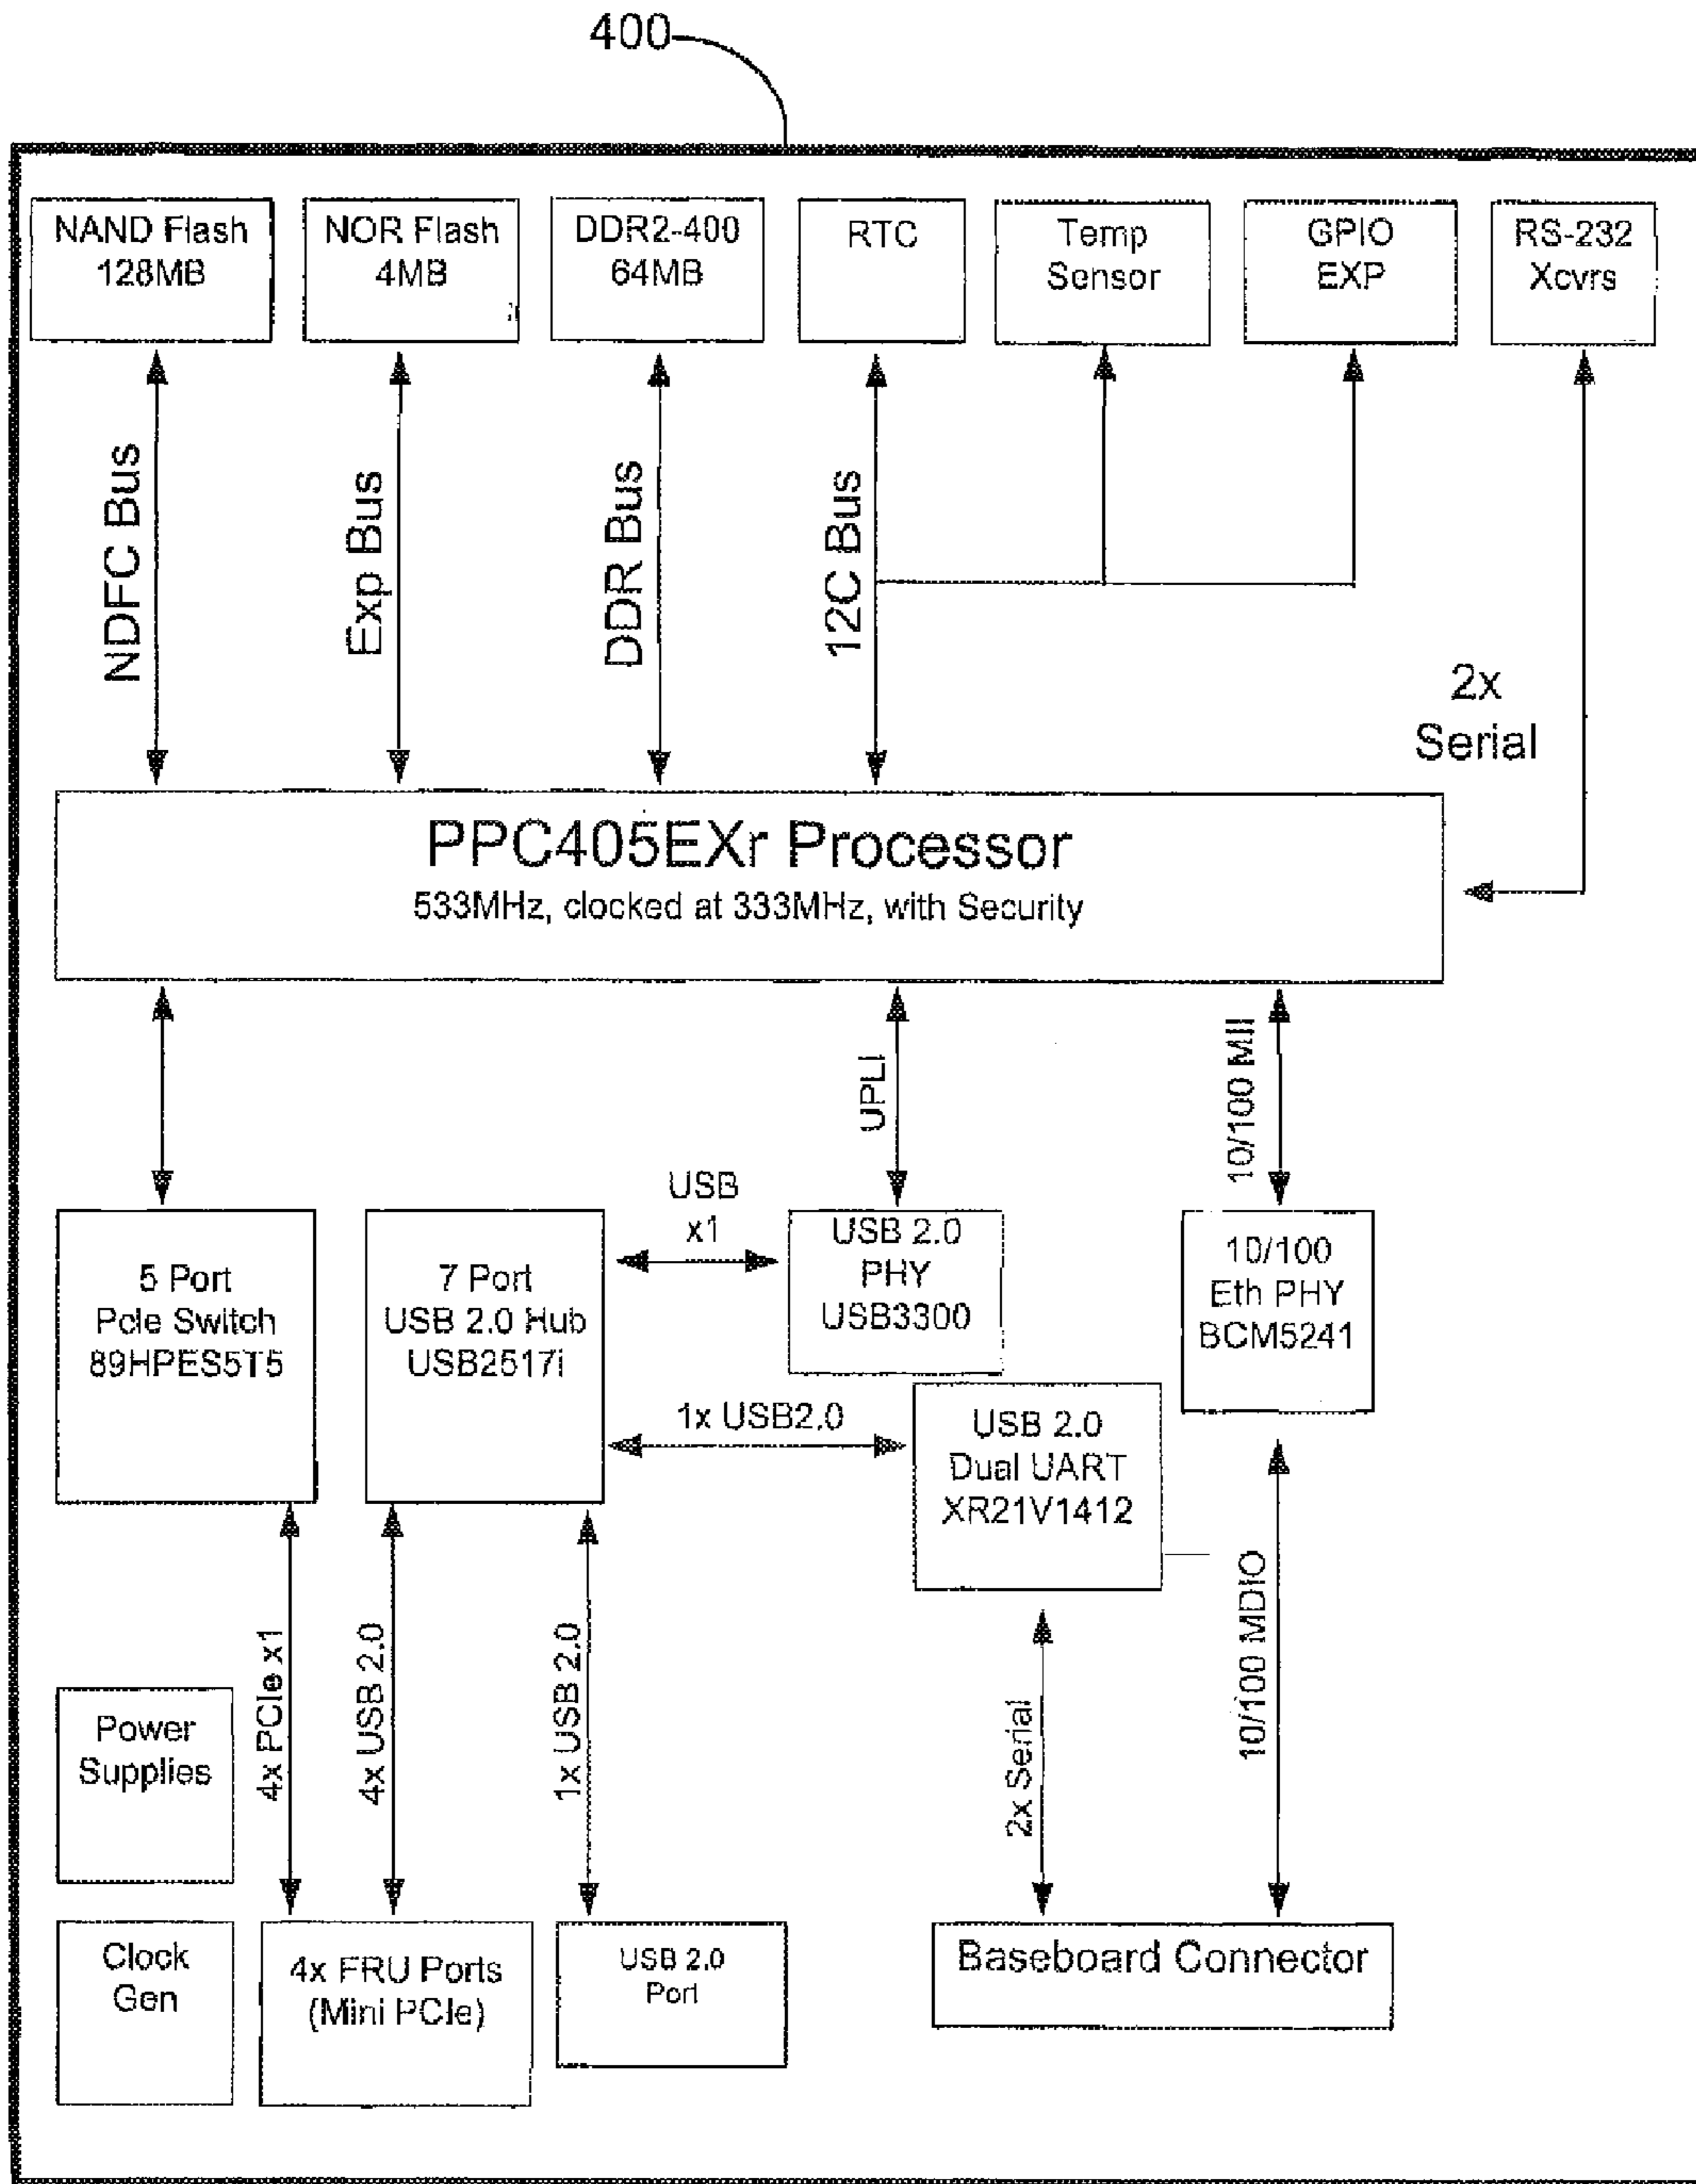 400
NAND Flash
128MB
NOR Flash
4MB
DDR2-400
64MB
RTC
Temp
Sensor
GPIO
EXP
RS-232
Xcvrs
NDFC Bus
Exp Bus
DDR Bus
12C Bus
2x
Serial
PPC405EXr Processor
533MHz, clocked at 333MHz, with Security
UPLI
10/100 MII
5 Port
Pcle Switch
89HPES5T5
7 Port
USB 2.0 Hub
USB2517i
USB
x1
USB 2.0
PHY
USB3300
10/100
Eth PHY
BCM5241
1x USB2.0
USB 2.0
Dual UART
XR21V1412
4x PCIe x1
4x USB 2.0
1x USB 2.0
2x Serial
10/100 MDIO
Power
Supplies
Clock
Gen
4x FRU Ports
(Mini PCIe)
USB 2.0
Port
Baseboard Connector